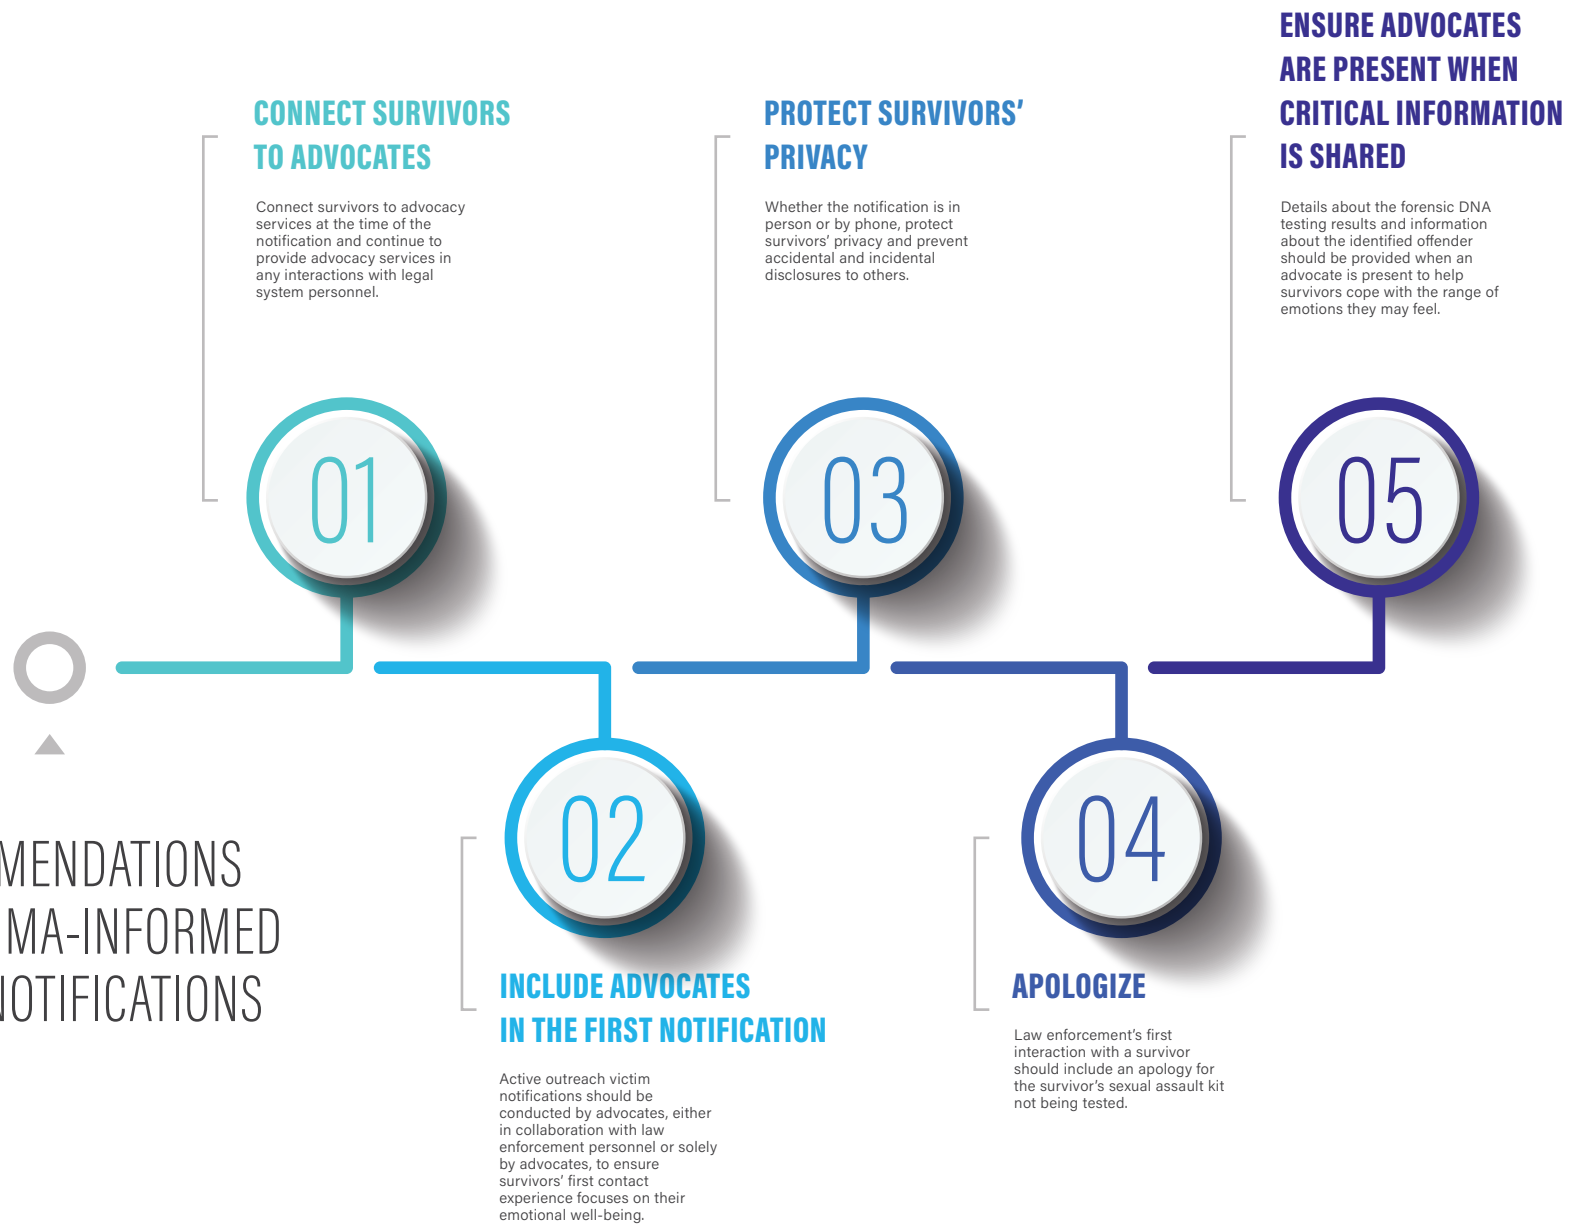 CONNECT SURVIVORS
TO ADVOCATES
Connect survivors to advocacy
services at the time of the
notification and continue to
provide advocacy services in
any interactions with legal
system personnel.
01
INCLUDE ADVOCATES
IN THE FIRST NOTIFICATION
Active outreach victim
notifications should be
conducted by advocates, either
in collaboration with law
enforcement personnel or solely
by advocates, to ensure
survivors’ first contact
experience focuses on their
emotional well-being.
02
PROTECT SURVIVORS’
PRIVACY
Whether the notification is in
person or by phone, protect
survivors’ privacy and prevent
accidental and incidental
disclosures to others.
03
APOLOGIZE
Law enforcement’s first
interaction with a survivor
should include an apology for
the survivor’s sexual assault kit
not being tested.
04
ENSURE ADVOCATES
ARE PRESENT WHEN
CRITICAL INFORMATION
IS SHARED
Details about the forensic DNA
testing results and information
about the identified offender
should be provided when an
advocate is present to help
survivors cope with the range of
emotions they may feel.
05
MENDATIONS
MA-INFORMED
NOTIFICATIONS